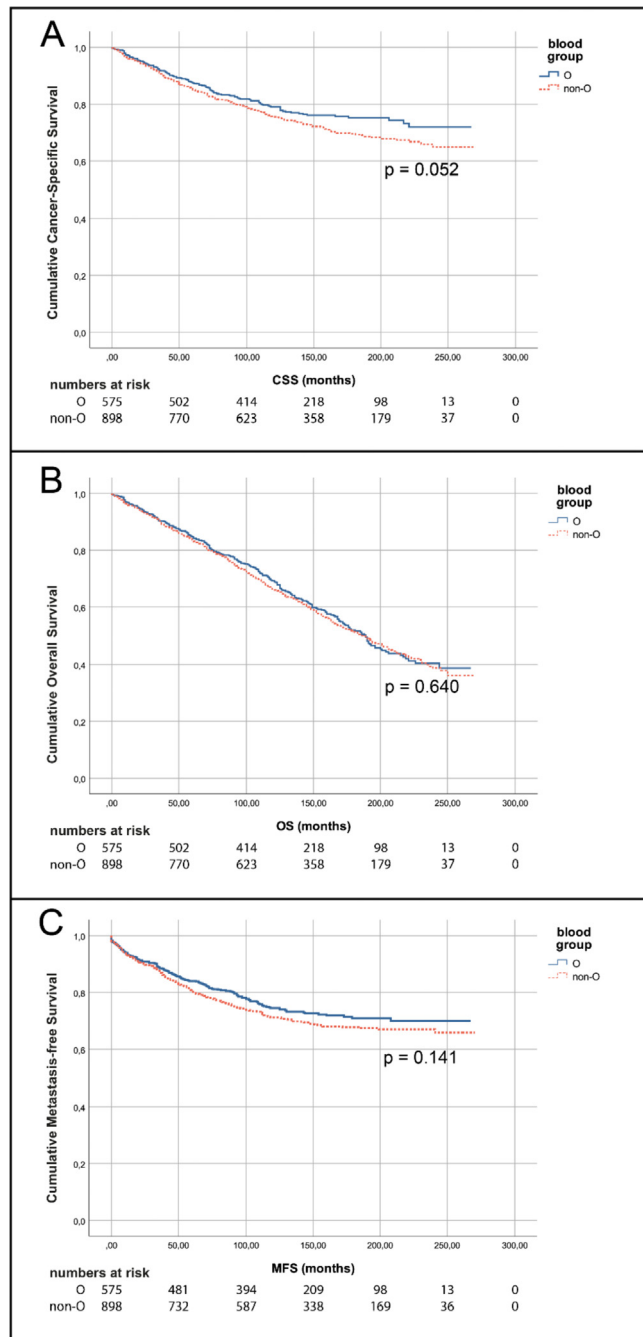 A
blood
group
O
non-O
Cumulative Cancer-Specific Survival
1,0
0,8
0,6
0,4
0,2
0,0
p = 0.052
,00 50,00 100,00 150,00 200,00 250,00 300,00
CSS (months)
numbers at risk
O 575 502 414 218 98 13 0
non-O 898 770 623 358 179 37 0
B
blood
group
O
non-O
Cumulative Overall Survival
1,0
0,8
0,6
0,4
0,2
0,0
p = 0.640
,00 50,00 100,00 150,00 200,00 250,00 300,00
OS (months)
numbers at risk
O 575 502 414 218 98 13 0
non-O 898 770 623 358 179 37 0
C
blood
group
O
non-O
Cumulative Metastasis-free Survival
1,0
0,8
0,6
0,4
0,2
0,0
p = 0.141
,00 50,00 100,00 150,00 200,00 250,00 300,00
MFS (months)
numbers at risk
O 575 481 394 209 98 13 0
non-O 898 732 587 338 169 36 0